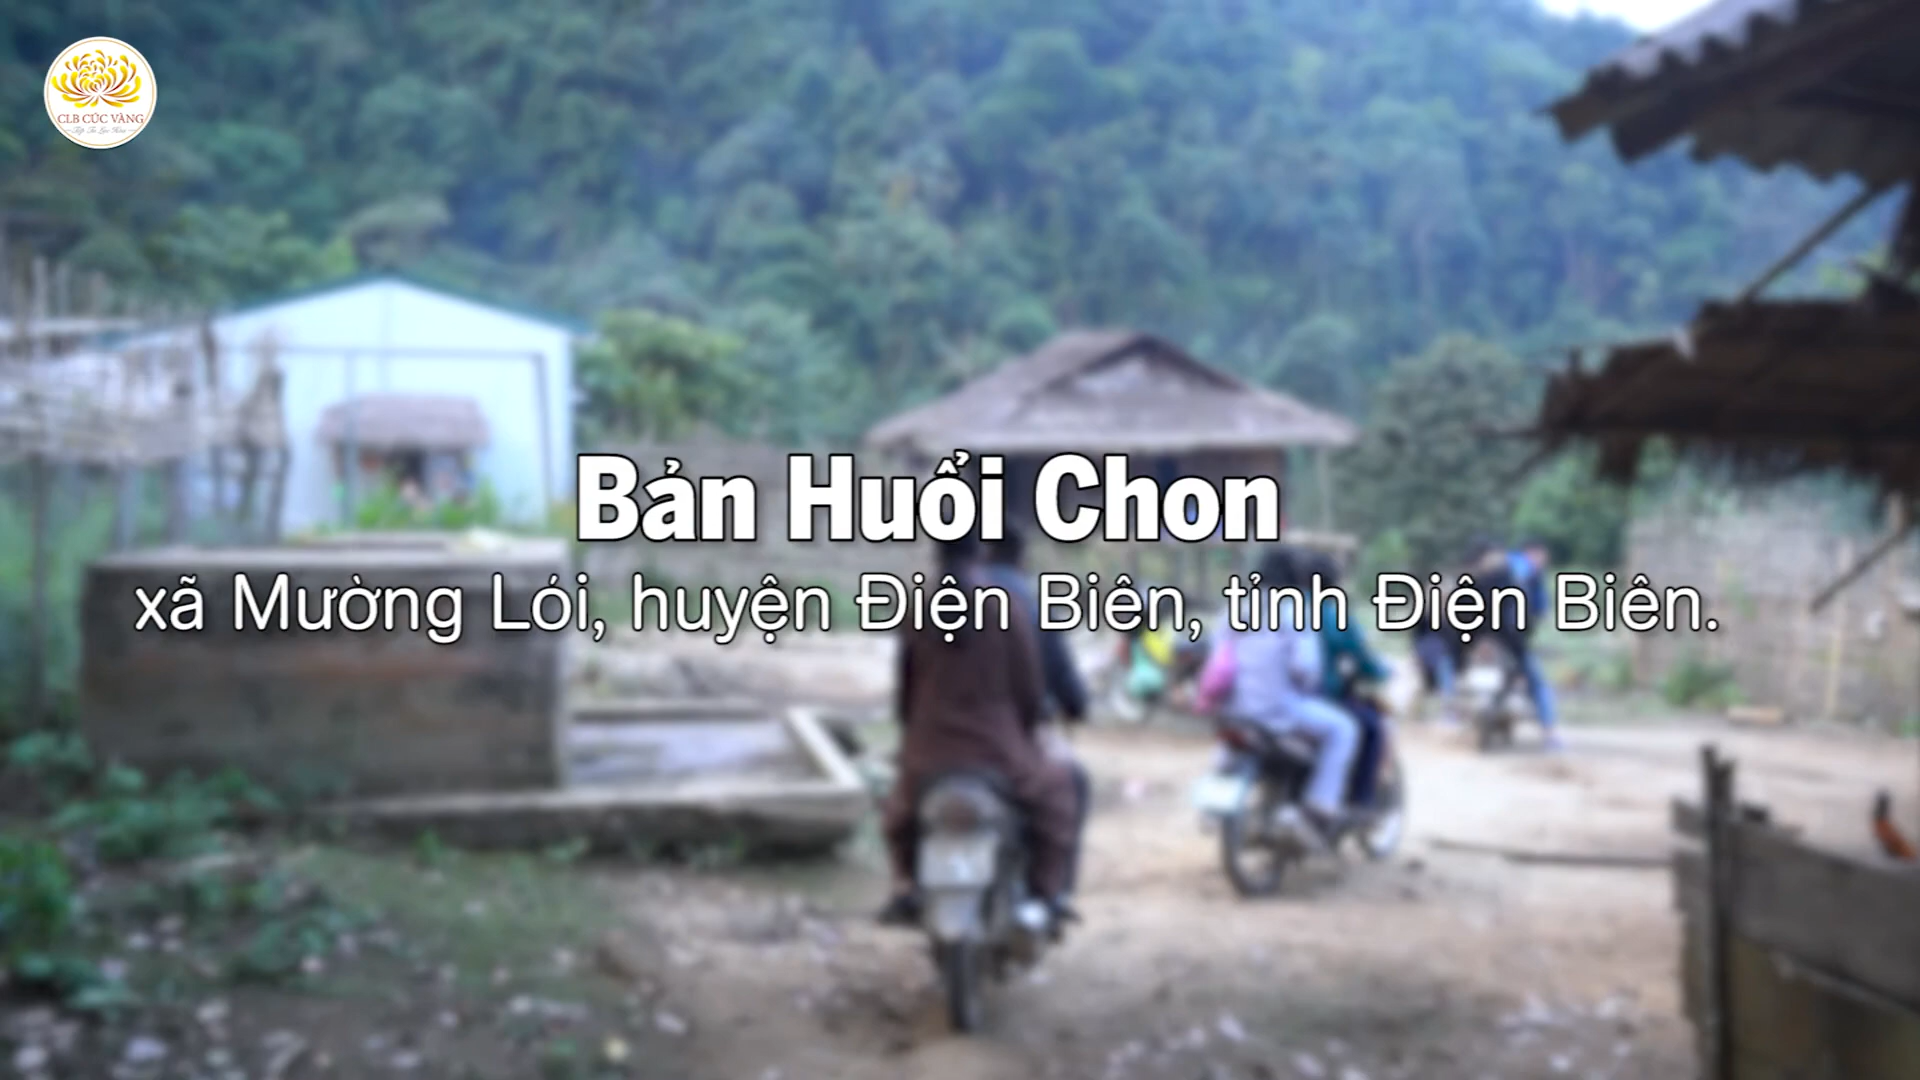 CLB CÚC VÀNG
Bản Huổi Chon
xã Mường Lói, huyện Điện Biên, tỉnh Điện Biên.